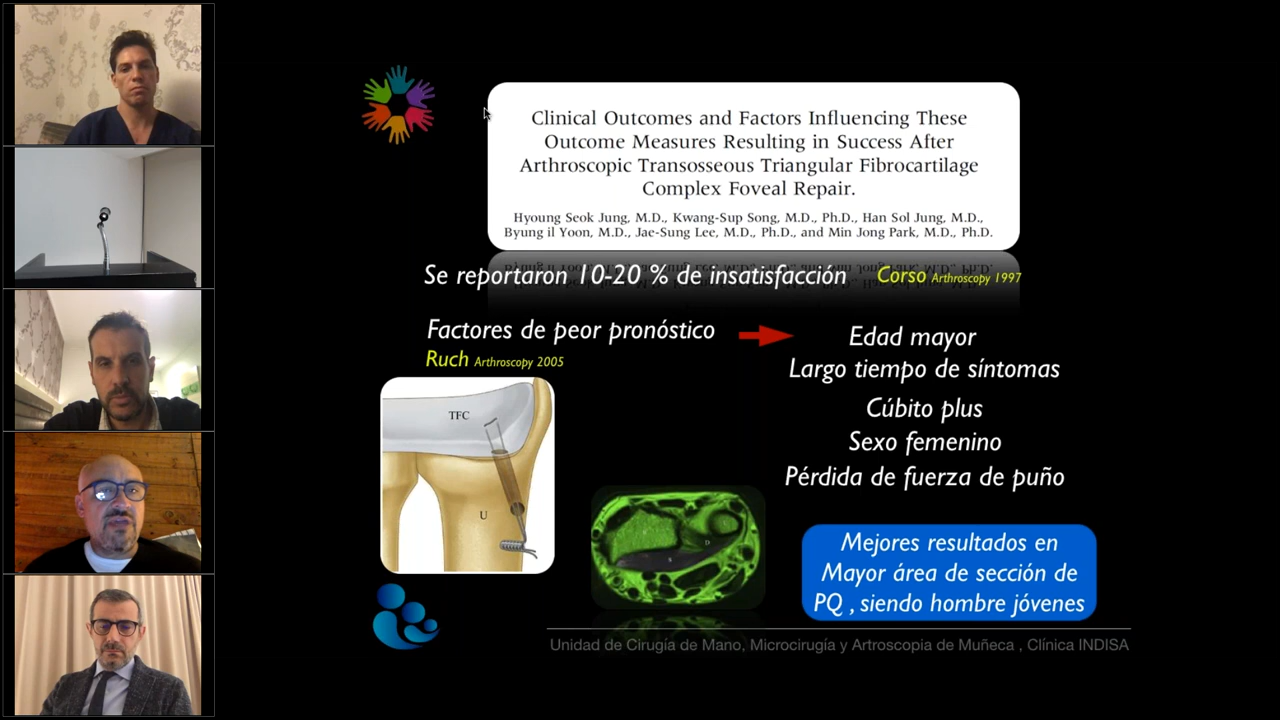 Clinical Outcomes and Factors Influencing These
Outcome Measures Resulting in Success After
Arthroscopic Transosseous Triangular Fibrocartilage
Complex Foveal Repair.
Hyoung Seok Jung, M.D., Kwang-Sup Song, M.D., Ph.D., Han Sol Jung, M.D.,
Byung il Yoon, M.D., Jae-Sung Lee, M.D., Ph.D., and Min Jong Park, M.D., Ph.D.
Se reportaron 10-20 % de insatisfacción Corso Arthroscopy 1997
Factores de peor pronóstico
Ruch Arthroscopy 2005
Edad mayor
Largo tiempo de síntomas
Cúbito plus
Sexo femenino
Pérdida de fuerza de puño
TFC
U
D
S
Mejores resultados en
Mayor área de sección de
PQ , siendo hombre jóvenes
Unidad de Cirugía de Mano, Microcirugía y Artroscopia de Muñeca , Clínica INDISA